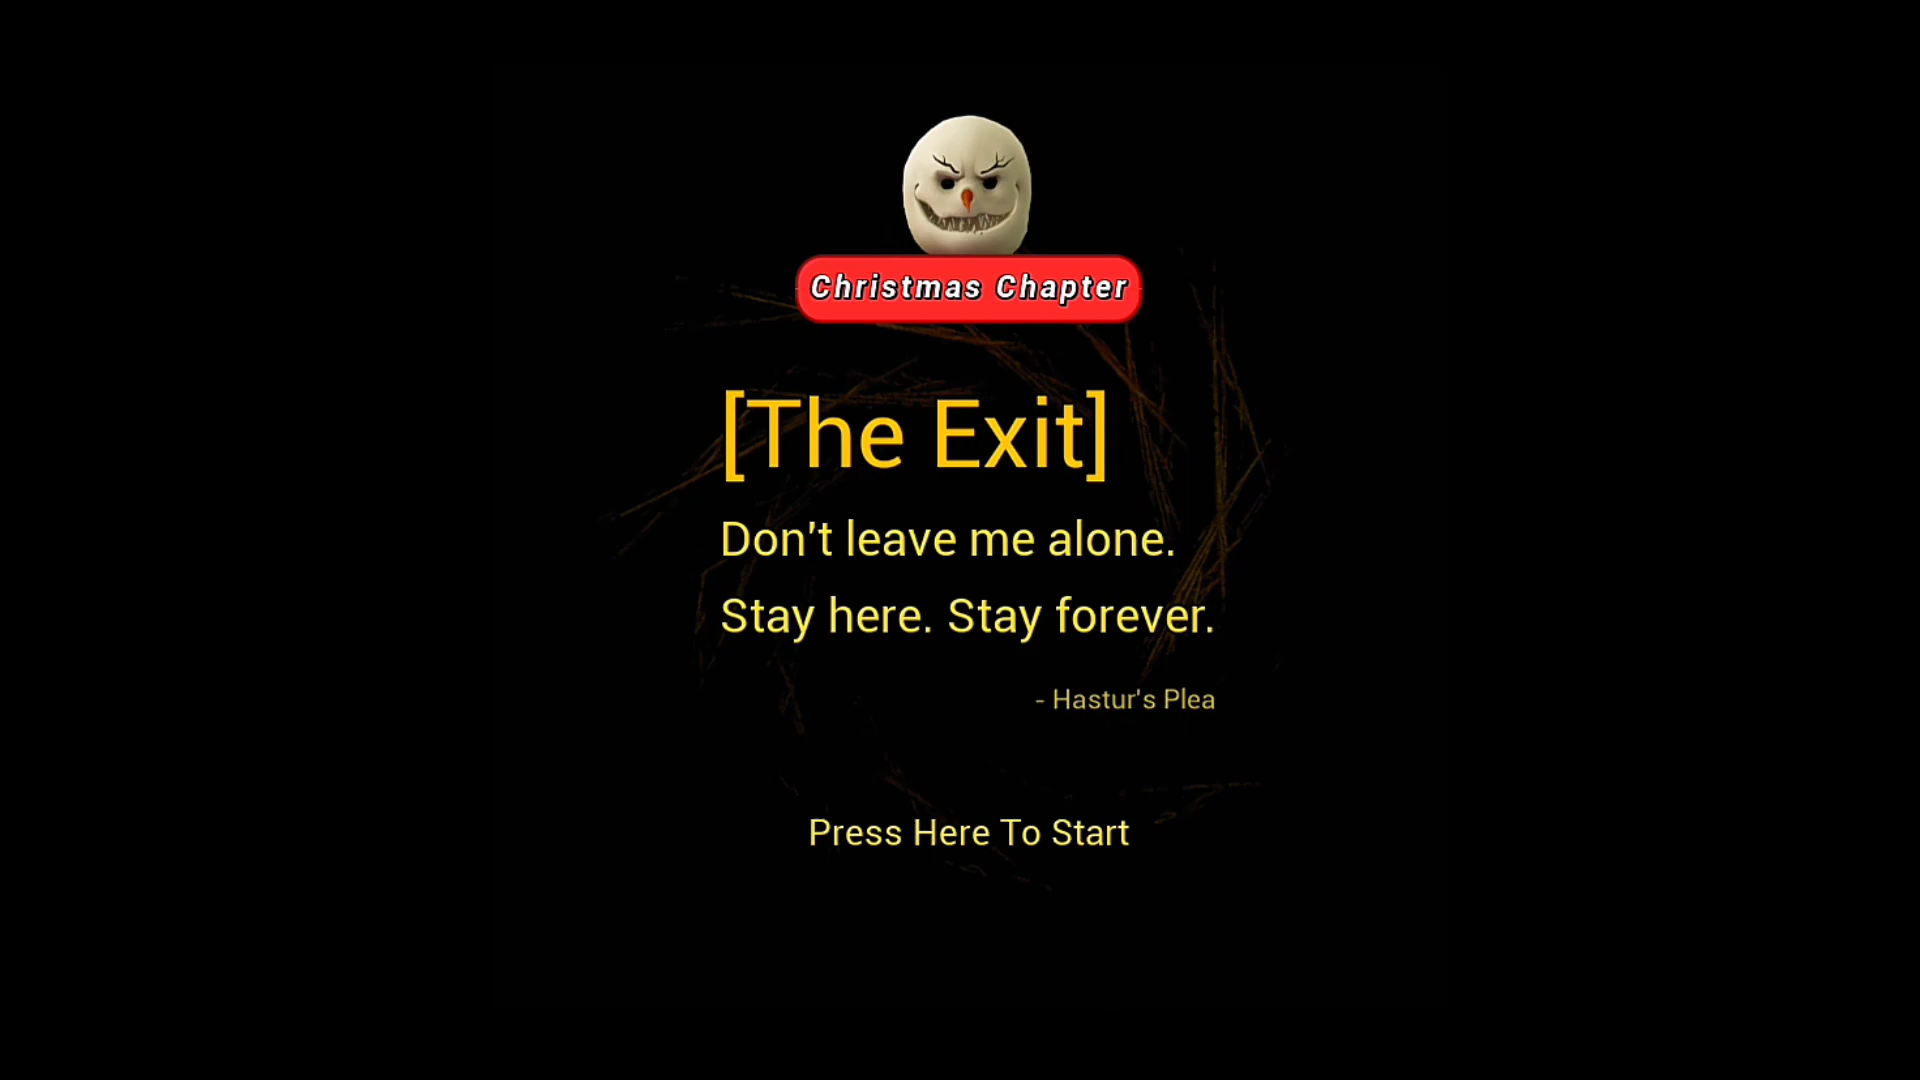 Christmas Chapter
[The Exit]
Don't leave me alone.
Stay here. Stay forever.
- Hastur's Plea
Press Here To Start